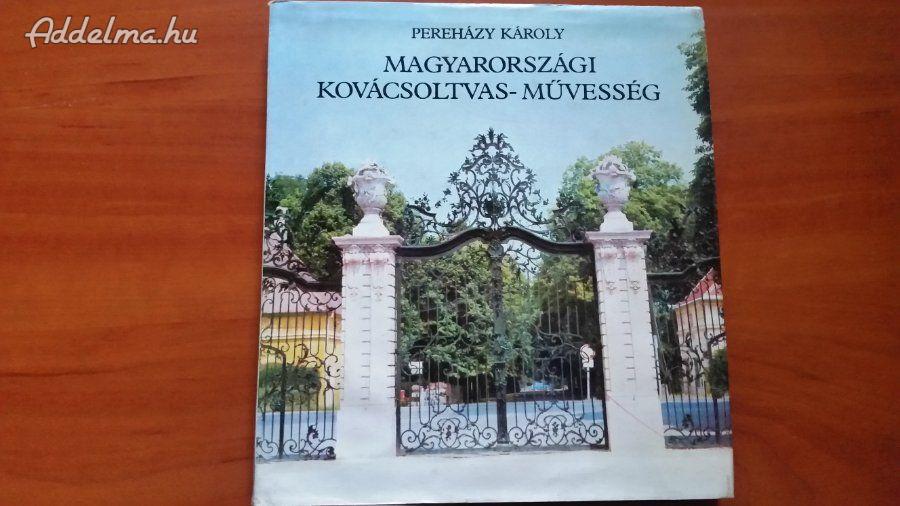 Addelma.hu
PEREHÁZY KÁROLY
MAGYARORSZÁGI
KOVÁCSOLTVAS- MŰVESSÉG